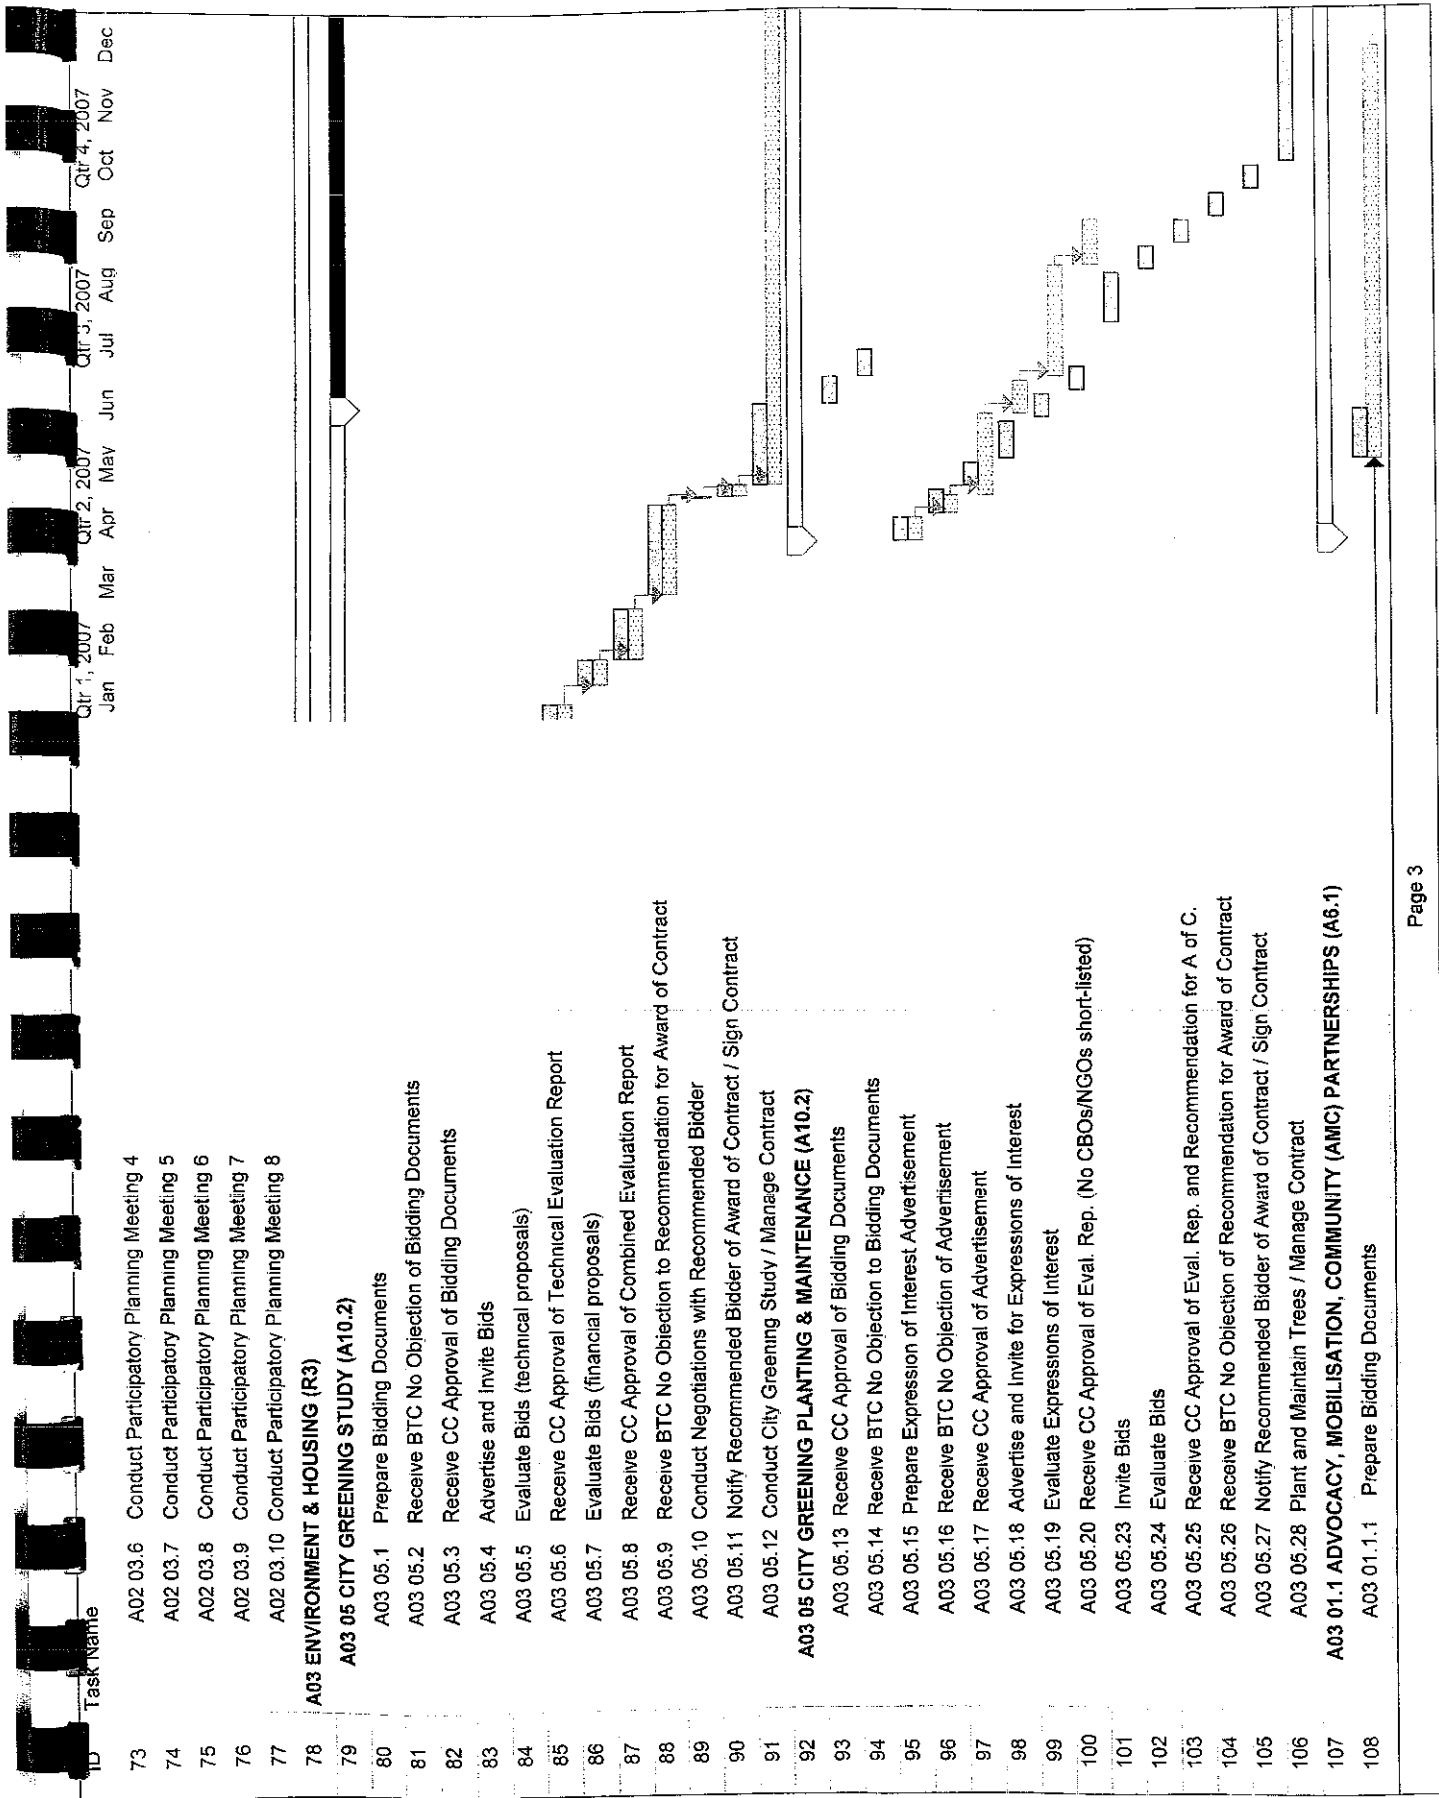 ID Task Name
Qtr 1, 2007 Qtr 2, 2007 Qtr 3, 2007 Qtr 4, 2007
Jan Feb Mar Apr May Jun Jul Aug Sep Oct Nov Dec
73 A02 03.6 Conduct Participatory Planning Meeting 4
74 A02 03.7 Conduct Participatory Planning Meeting 5
75 A02 03.8 Conduct Participatory Planning Meeting 6
76 A02 03.9 Conduct Participatory Planning Meeting 7
77 A02 03.10 Conduct Participatory Planning Meeting 8
78 A03 ENVIRONMENT & HOUSING (R3)
79 A03 05 CITY GREENING STUDY (A10.2)
80 A03 05.1 Prepare Bidding Documents
81 A03 05.2 Receive BTC No Objection of Bidding Documents
82 A03 05.3 Receive CC Approval of Bidding Documents
83 A03 05.4 Advertise and Invite Bids
84 A03 05.5 Evaluate Bids (technical proposals)
85 A03 05.6 Receive CC Approval of Technical Evaluation Report
86 A03 05.7 Evaluate Bids (financial proposals)
87 A03 05.8 Receive CC Approval of Combined Evaluation Report
88 A03 05.9 Receive BTC No Objection to Recommendation for Award of Contract
89 A03 05.10 Conduct Negotiations with Recommended Bidder
90 A03 05.11 Notify Recommended Bidder of Award of Contract / Sign Contract
91 A03 05.12 Conduct City Greening Study / Manage Contract
92 A03 05 CITY GREENING PLANTING & MAINTENANCE (A10.2)
93 A03 05.13 Receive CC Approval of Bidding Documents
94 A03 05.14 Receive BTC No Objection to Bidding Documents
95 A03 05.15 Prepare Expression of Interest Advertisement
96 A03 05.16 Receive BTC No Objection of Advertisement
97 A03 05.17 Receive CC Approval of Advertisement
98 A03 05.18 Advertise and Invite for Expressions of Interest
99 A03 05.19 Evaluate Expressions of Interest
100 A03 05.20 Receive CC Approval of Eval. Rep. (No CBOs/NGOs short-listed)
101 A03 05.23 Invite Bids
102 A03 05.24 Evaluate Bids
103 A03 05.25 Receive CC Approval of Eval. Rep. and Recommendation for A of C.
104 A03 05.26 Receive BTC No Objection of Recommendation for Award of Contract
105 A03 05.27 Notify Recommended Bidder of Award of Contract / Sign Contract
106 A03 05.28 Plant and Maintain Trees / Manage Contract
107 A03 01.1 ADVOCACY, MOBILISATION, COMMUNITY (AMC) PARTNERSHIPS (A6.1)
108 A03 01.1.1 Prepare Bidding Documents
Page 3